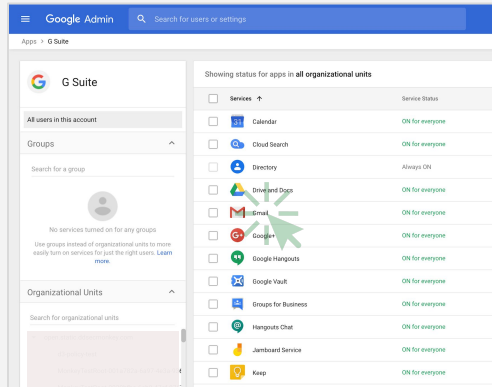 Google Admin
Search for users or settings
Apps > G Suite
G Suite
All users in this account
Groups
Search for a group
No services turned on for any groups
Use groups instead of organizational units to more
easily turn on services for just the right users. Learn
more.
Organizational Units
Search for organizational units
Showing status for apps in all organizational units
Services ↑ Service Status
31 Calendar ON for everyone
Cloud Search ON for everyone
Directory Always ON
Drive and Docs ON for everyone
Gmail ON for everyone
G+ Google+ ON for everyone
Google Hangouts ON for everyone
Google Vault ON for everyone
Groups for Business ON for everyone
Hangouts Chat ON for everyone
Jamboard Service ON for everyone
Keep ON for everyone